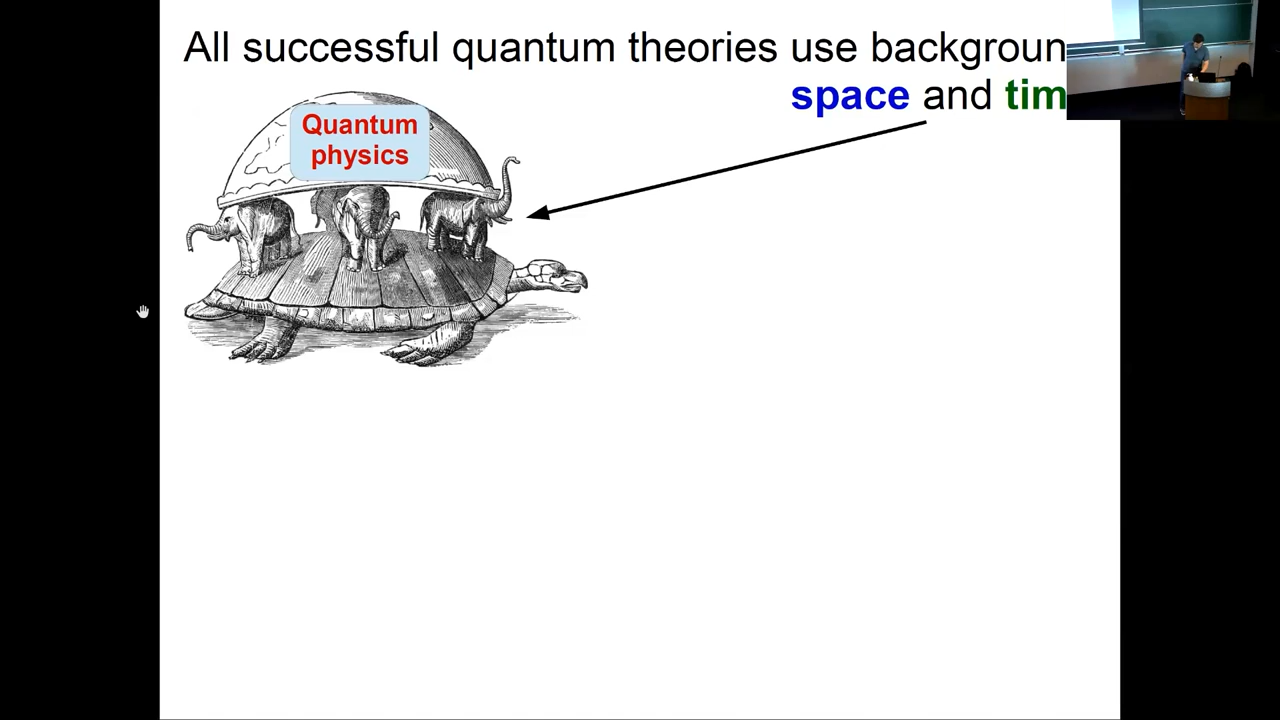 All successful quantum theories use backgroun
space and tim
Quantum
physics